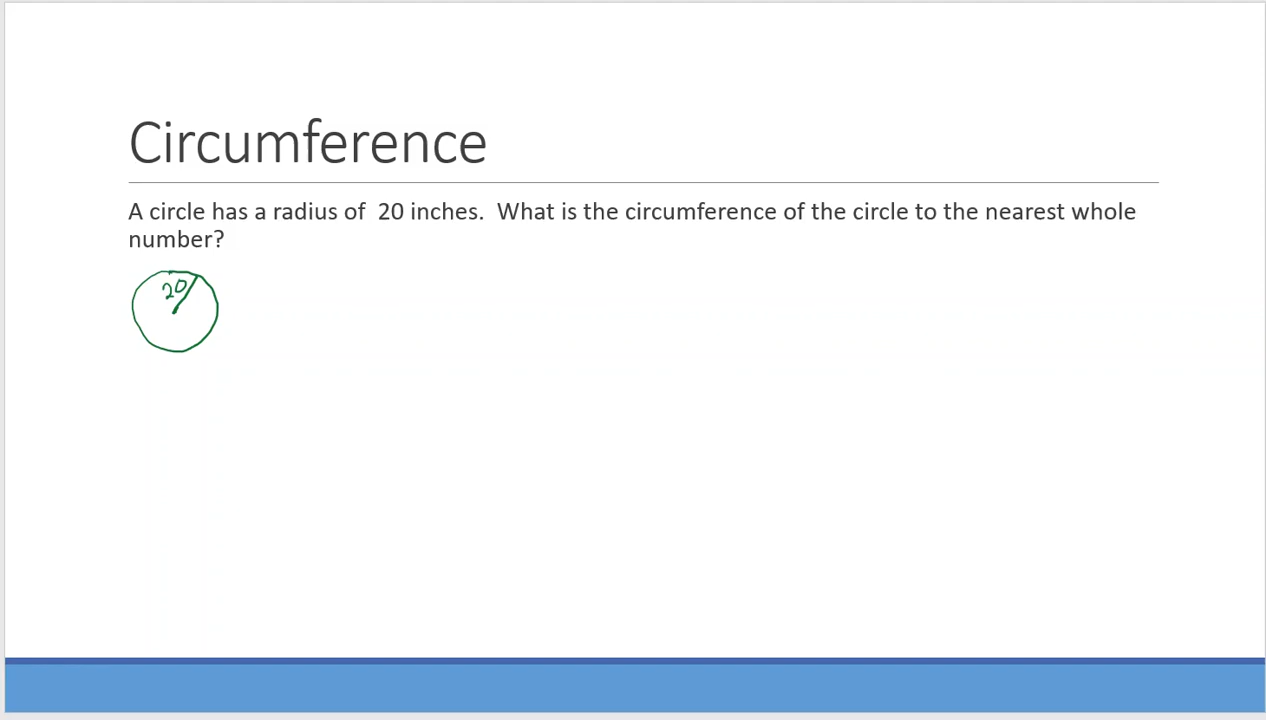 Circumference
A circle has a radius of  20 inches.  What is the circumference of the circle to the nearest whole
number?
20